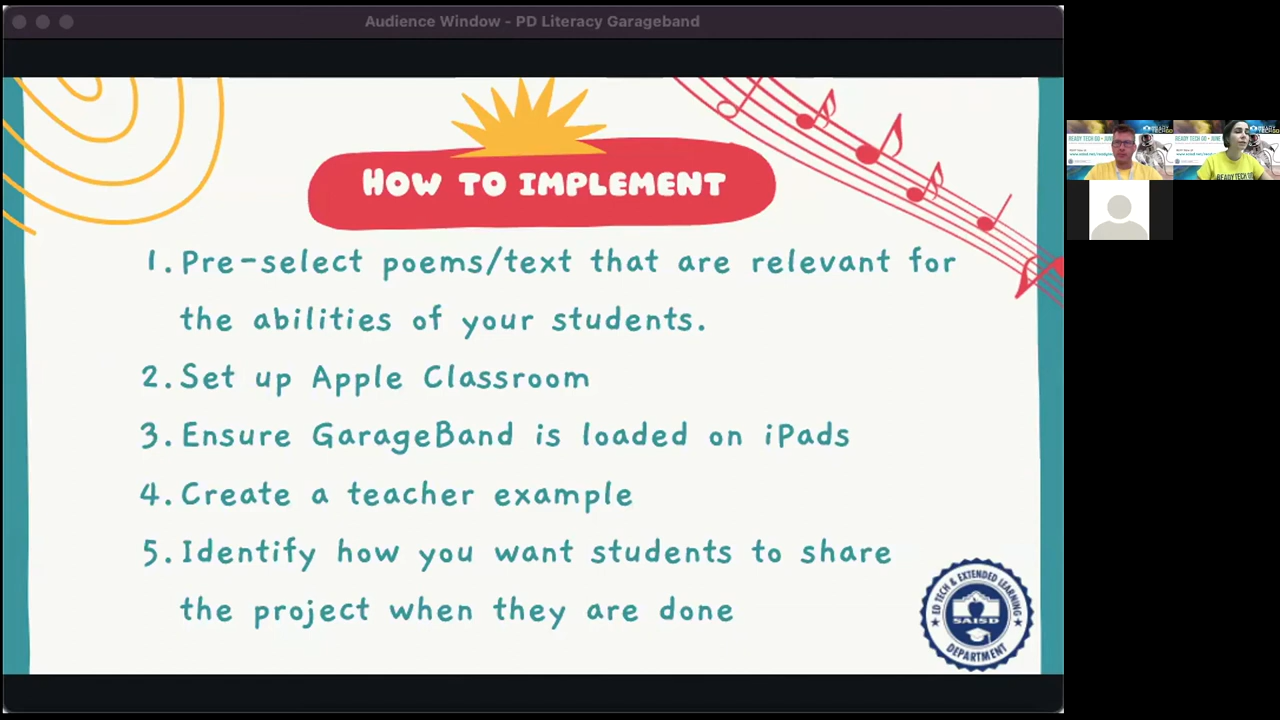 Audience Window - PD Literacy Garageband
HOW TO IMPLEMENT
1. Pre-select poems/text that are relevant for
the abilities of your students.
2. Set up Apple Classroom
3. Ensure GarageBand is loaded on iPads
4. Create a teacher example
5. Identify how you want students to share
the project when they are done
ED TECH & EXTENDED LEARNING
SAISD
DEPARTMENT